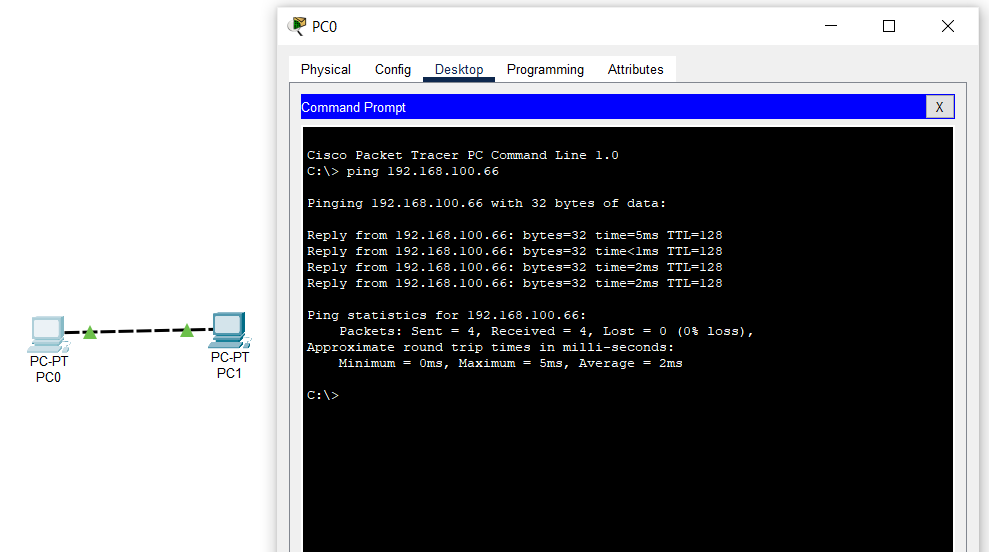 PC0
Physical Config Desktop Programming Attributes
Command Prompt
X
Cisco Packet Tracer PC Command Line 1.0
C:\> ping 192.168.100.66
Pinging 192.168.100.66 with 32 bytes of data:
Reply from 192.168.100.66: bytes=32 time=5ms TTL=128
Reply from 192.168.100.66: bytes=32 time<1ms TTL=128
Reply from 192.168.100.66: bytes=32 time=2ms TTL=128
Reply from 192.168.100.66: bytes=32 time=2ms TTL=128
Ping statistics for 192.168.100.66:
Packets: Sent = 4, Received = 4, Lost = 0 (0% loss),
Approximate round trip times in milli-seconds:
Minimum = 0ms, Maximum = 5ms, Average = 2ms
C:\>
PC-PT
PC0
PC-PT
PC1